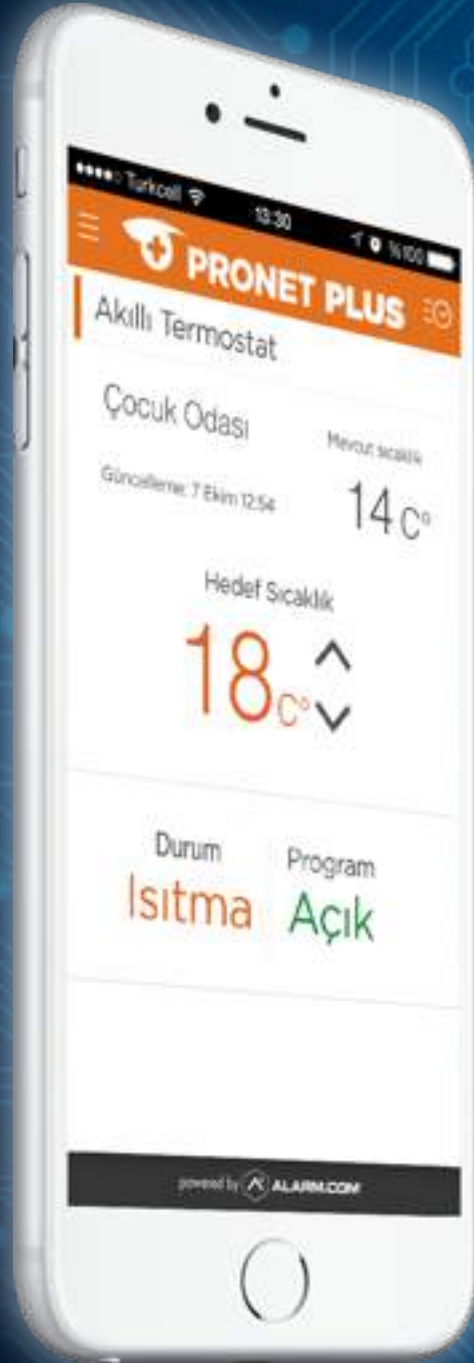 Turkcell 13:30 %100
PRONET PLUS
Akıllı Termostat
Çocuk Odası
Mevcut sıcaklık
Güncelleme: 7 Ekim 12:54
14 C°
Hedef Sıcaklık
18 C°
Durum
Program
Isıtma
Açık
powered by ALARM.COM